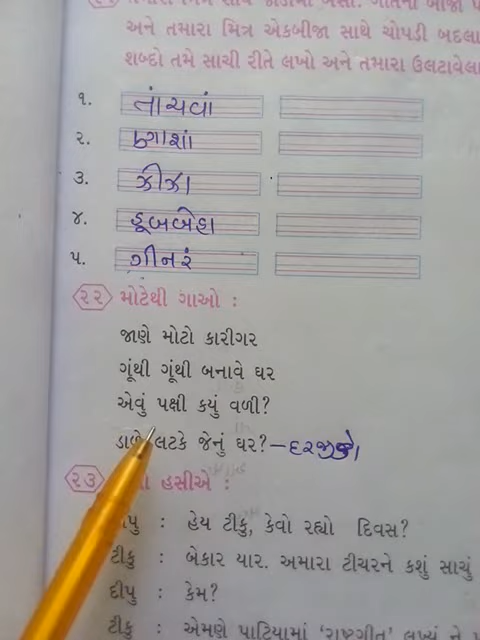 અને તમારા મિત્ર એકબીજા સાથે ચોપડી બદલા
શબ્દો તમે સાચી રીતે લખો અને તમારા ઉલટાવેલા
૧. તાંચવાં
૨. ણાશાં
૩. ઝીઝા
૪.
૫. ગીનરં
૨૨ મોટેથી ગાઓ :
જાણે મોટો કારીગર
ગૂંથી ગૂંથી બનાવે ઘર
એવું પક્ષી કયું વળી?
ડાળે લટકે જેનું ઘર? – દરજીડો
૨૩ હસીએ :
દીપુ : હેય ટીકુ, કેવો રહ્યો દિવસ?
ટીકુ : બેકાર યાર. અમારા ટીચરને કશું સાચું
દીપુ : કેમ?
ટીકુ : એમણે પાટિયામાં ‘રાષ્ટ્રગીત’ લખ્યું ને